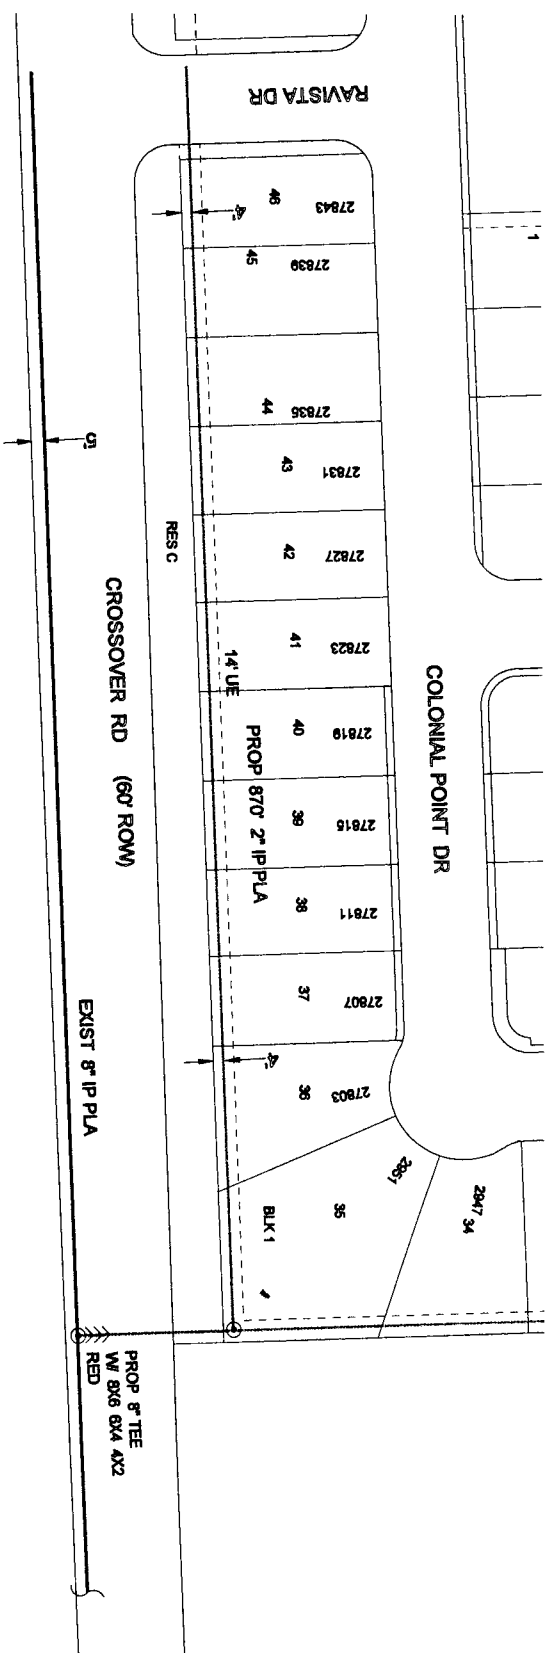 RAVISTA DR
46
27843
4'
45
27839
44
27835
5'
43
27831
RES C
42
27827
41
27823
14' UE
CROSSOVER RD (60' ROW)
COLONIAL POINT DR
40
27819
PROP 870' 2" IP PLA
39
27815
38
27811
37
27807
EXIST 8" IP PLA
4'
36
27803
2951
35
2947 34
BLK 1
PROP 8" TEE
W/ 8X6 6X4 4X2
RED
1